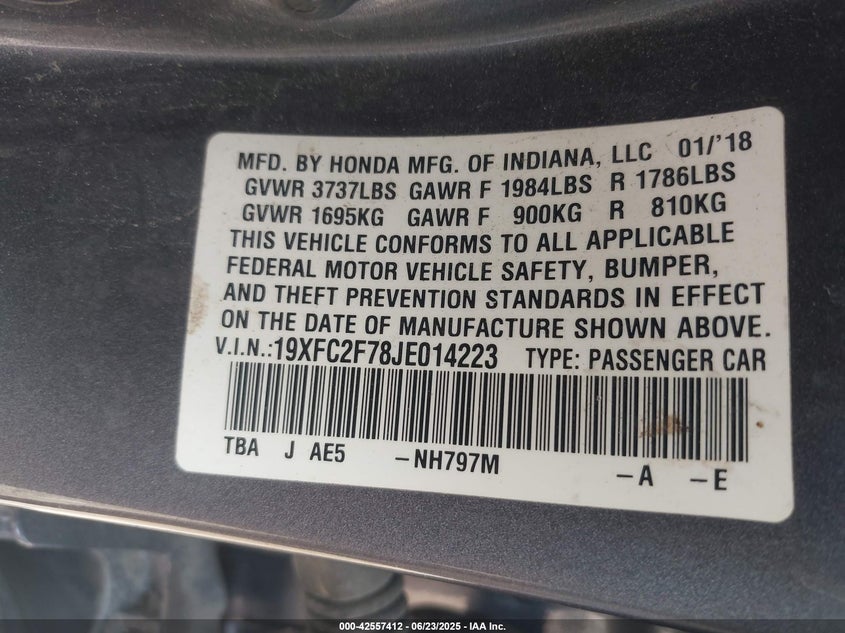 MFD. BY HONDA MFG. OF INDIANA, LLC 01/'18
GVWR 3737LBS GAWR F 1984LBS R 1786LBS
GVWR 1695KG GAWR F 900KG R 810KG
THIS VEHICLE CONFORMS TO ALL APPLICABLE
FEDERAL MOTOR VEHICLE SAFETY, BUMPER,
AND THEFT PREVENTION STANDARDS IN EFFECT
ON THE DATE OF MANUFACTURE SHOWN ABOVE.
V.I.N.:19XFC2F78JE014223 TYPE: PASSENGER CAR
TBA J AE5 -NH797M -A -E
000-42557412 - 06/23/2025 - IAA Inc.